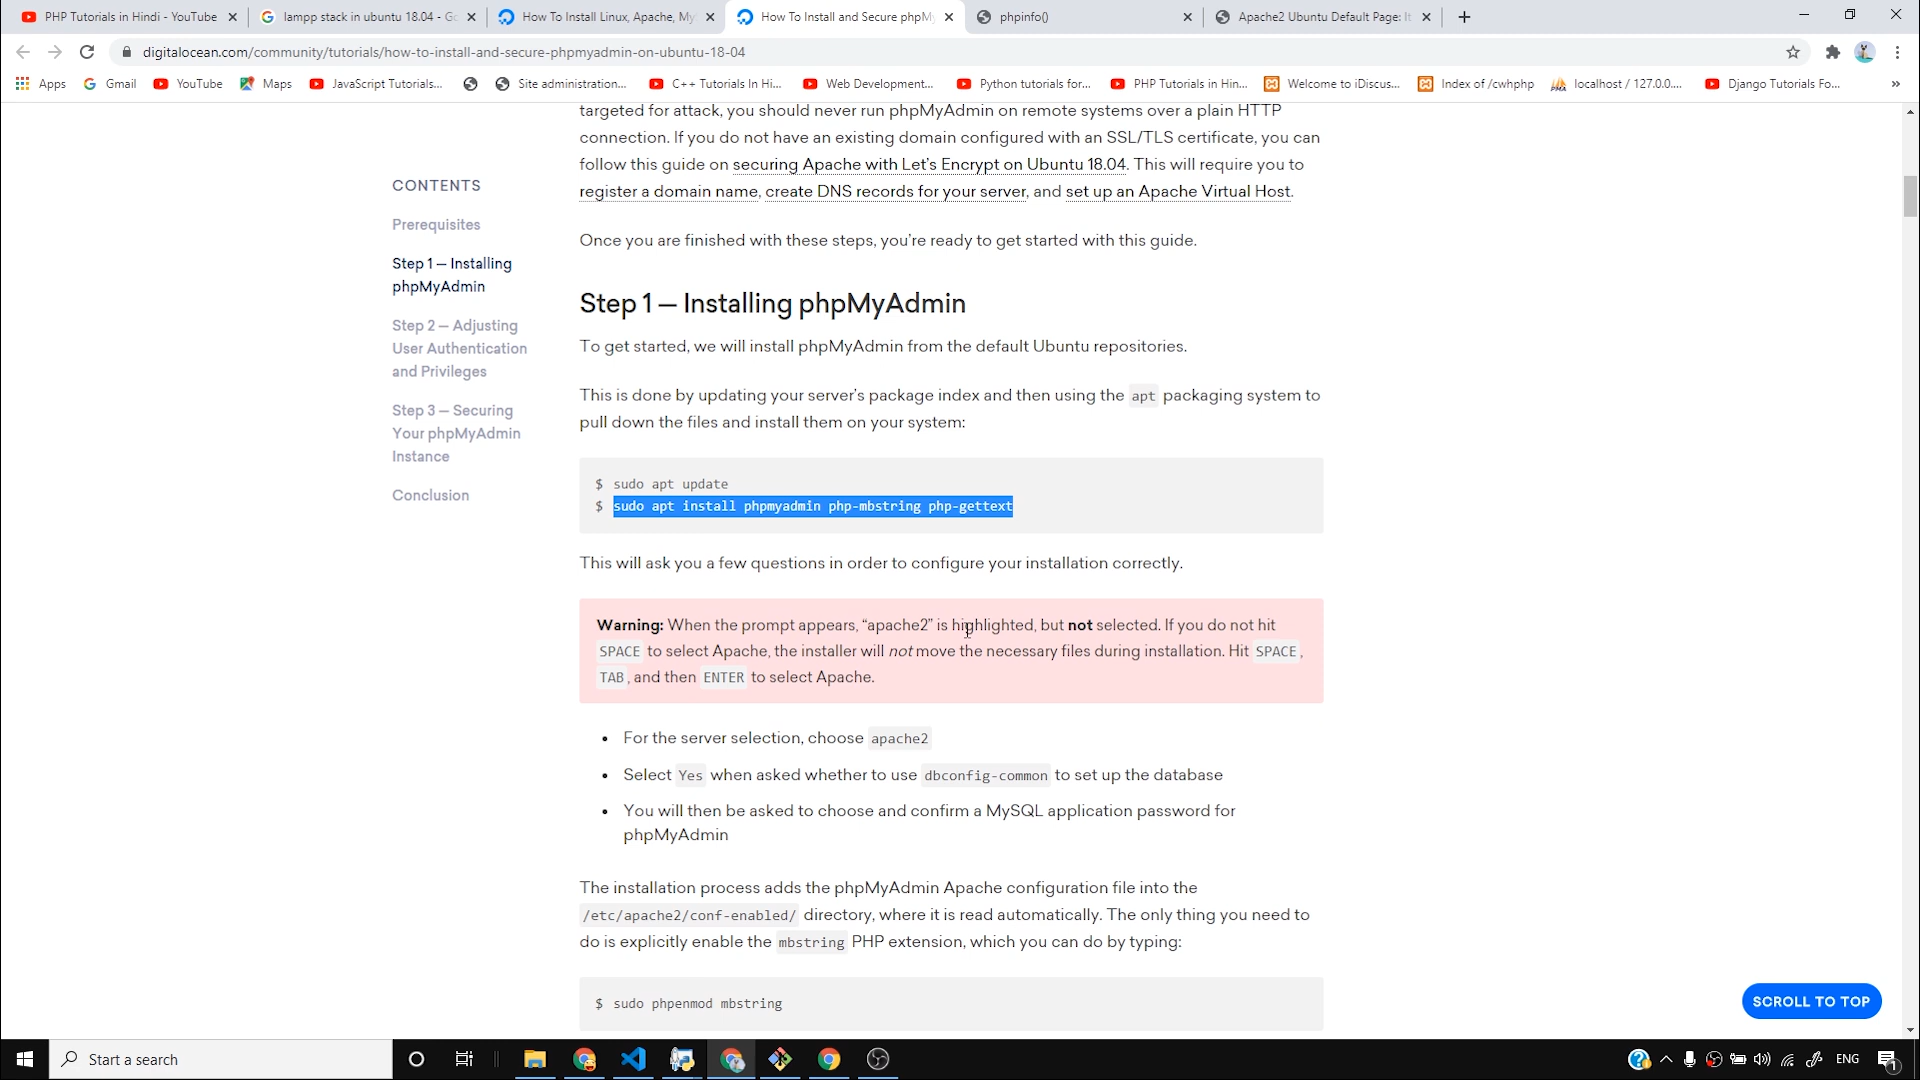 PHP Tutorials in Hindi - YouTube
lampp stack in ubuntu 18.04 - Go
How To Install Linux, Apache, My
How To Install and Secure phpM
phpinfo()
Apache2 Ubuntu Default Page: It
digitalocean.com/community/tutorials/how-to-install-and-secure-phpmyadmin-on-ubuntu-18-04
Apps
Gmail
YouTube
Maps
JavaScript Tutorials...
Site administration...
C++ Tutorials In Hi...
Web Development...
Python tutorials for...
PHP Tutorials in Hin...
Welcome to iDiscus...
Index of /cwhphp
localhost / 127.0.0....
Django Tutorials Fo...
»
targeted for attack, you should never run phpMyAdmin on remote systems over a plain HTTP
connection. If you do not have an existing domain configured with an SSL/TLS certificate, you can
follow this guide on securing Apache with Let's Encrypt on Ubuntu 18.04. This will require you to
register a domain name, create DNS records for your server, and set up an Apache Virtual Host.
Once you are finished with these steps, you're ready to get started with this guide.
CONTENTS
Prerequisites
Step 1 — Installing
phpMyAdmin
Step 2 — Adjusting
User Authentication
and Privileges
Step 3 — Securing
Your phpMyAdmin
Instance
Conclusion
Step 1 — Installing phpMyAdmin
To get started, we will install phpMyAdmin from the default Ubuntu repositories.
This is done by updating your server's package index and then using the apt packaging system to
pull down the files and install them on your system:
$ sudo apt update
$ sudo apt install phpmyadmin php-mbstring php-gettext
This will ask you a few questions in order to configure your installation correctly.
Warning: When the prompt appears, “apache2” is highlighted, but not selected. If you do not hit
SPACE to select Apache, the installer will not move the necessary files during installation. Hit SPACE,
TAB, and then ENTER to select Apache.
• For the server selection, choose apache2
• Select Yes when asked whether to use dbconfig-common to set up the database
• You will then be asked to choose and confirm a MySQL application password for
phpMyAdmin
The installation process adds the phpMyAdmin Apache configuration file into the
/etc/apache2/conf-enabled/ directory, where it is read automatically. The only thing you need to
do is explicitly enable the mbstring PHP extension, which you can do by typing:
$ sudo phpenmod mbstring
SCROLL TO TOP
Start a search
ENG
1